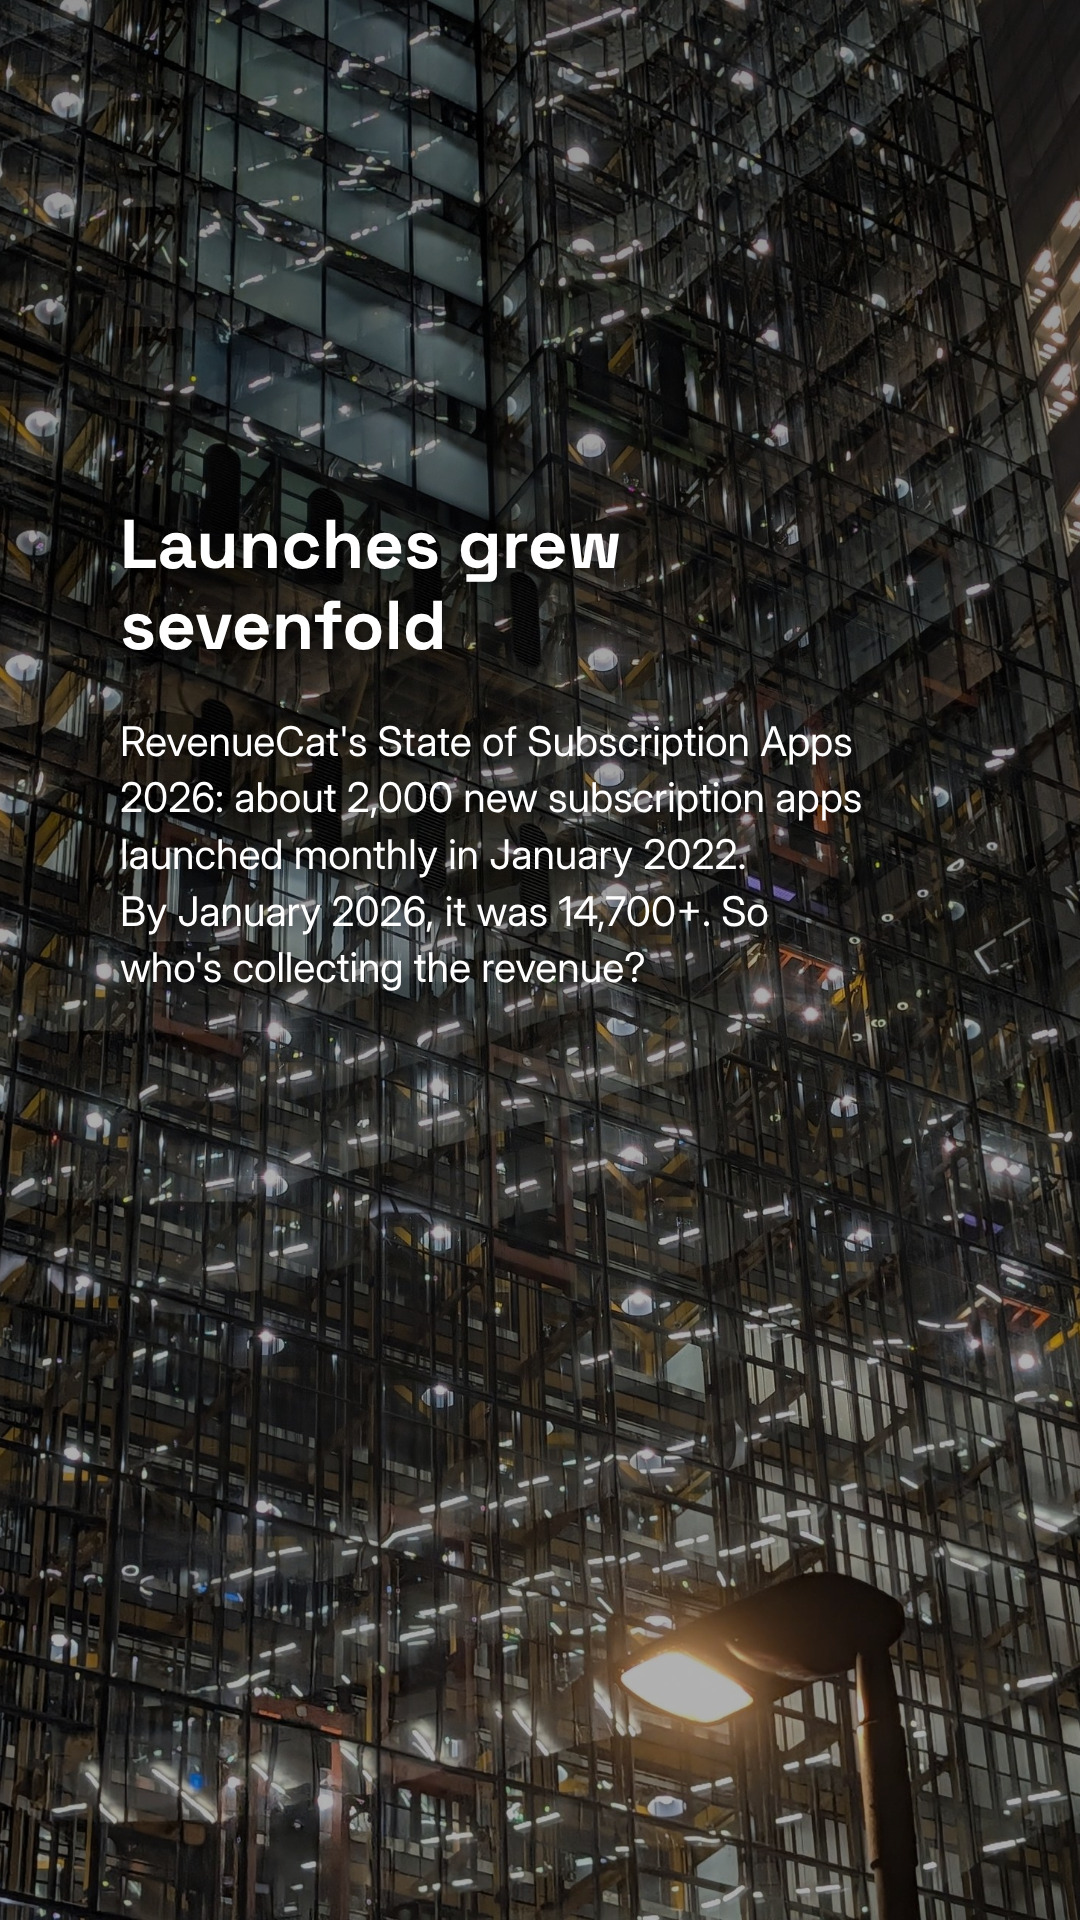 Launches grew
sevenfold
RevenueCat's State of Subscription Apps
2026: about 2,000 new subscription apps
launched monthly in January 2022.
By January 2026, it was 14,700+. So
who's collecting the revenue?